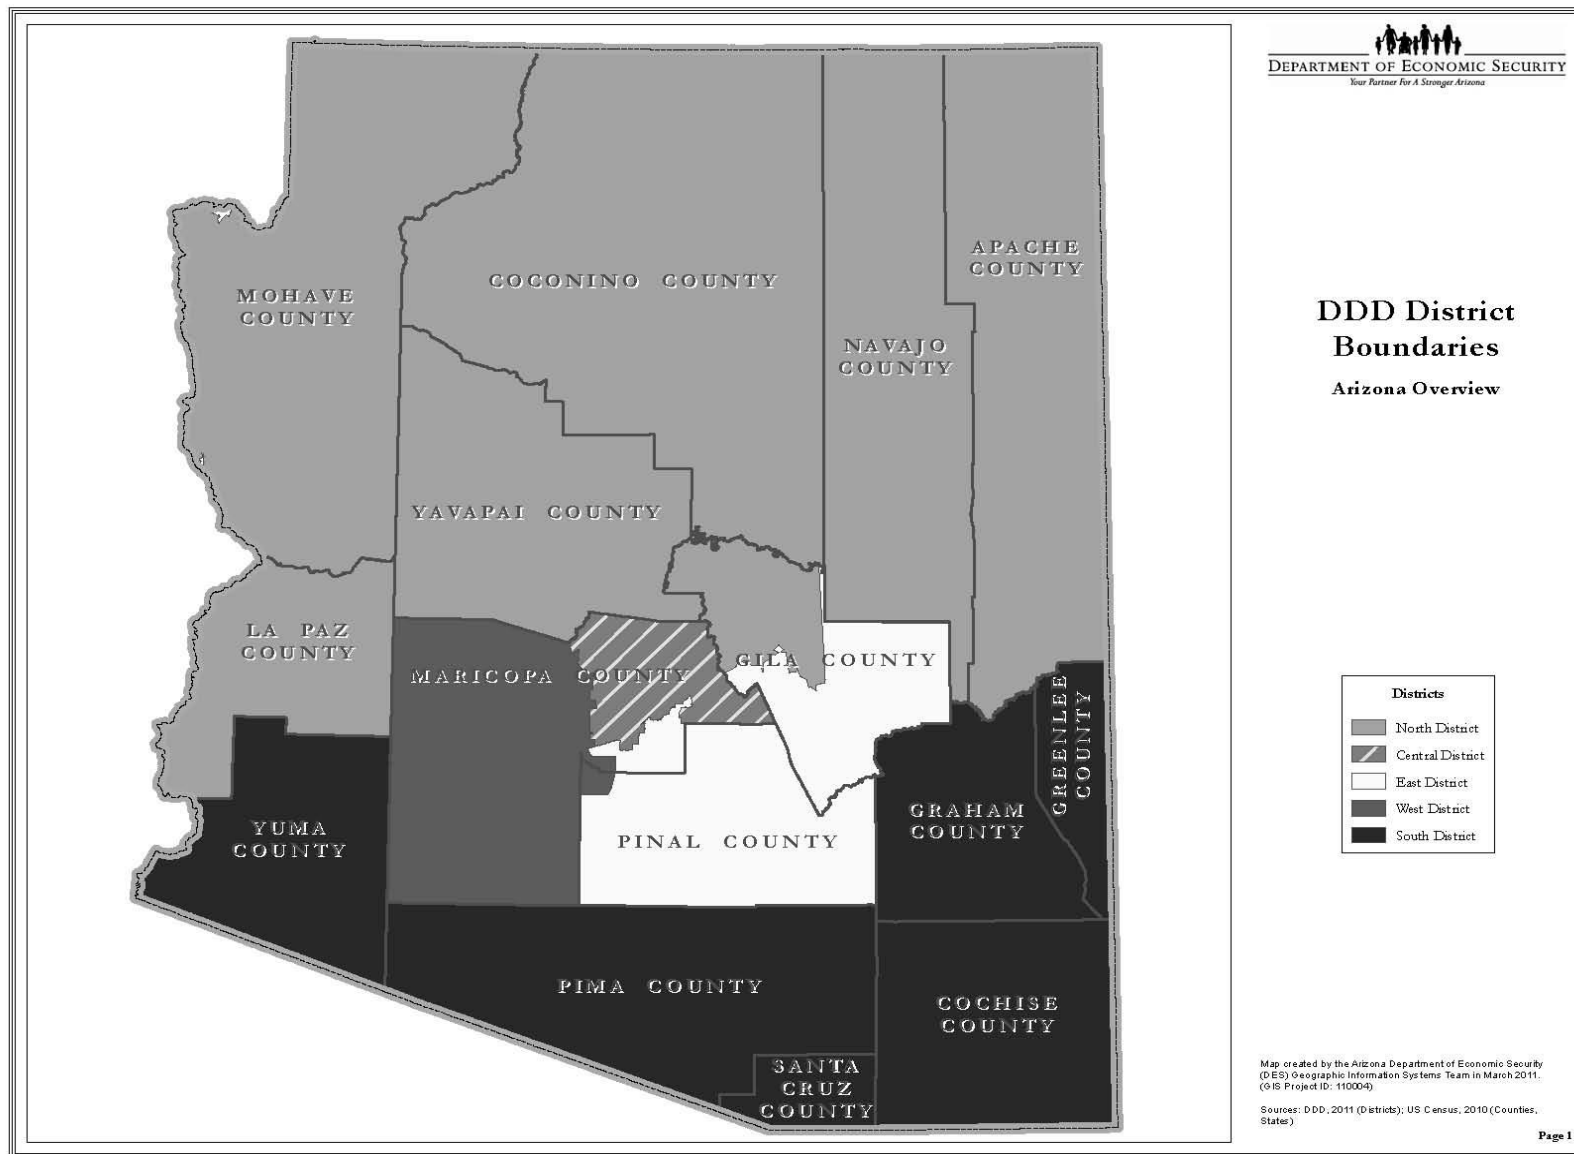 DEPARTMENT OF ECONOMIC SECURITY
Your Partner For A Stronger Arizona
DDD District
Boundaries
Arizona Overview
MOHAVE
COUNTY
COCONINO COUNTY
APACHE
COUNTY
NAVAJO
COUNTY
YAVAPAI COUNTY
LA PAZ
COUNTY
MARICOPA COUNTY
GILA COUNTY
GREENLEE
COUNTY
YUMA
COUNTY
PINAL COUNTY
GRAHAM
COUNTY
PIMA COUNTY
COCHISE
COUNTY
SANTA
CRUZ
COUNTY
Districts
North District
Central District
East District
West District
South District
Map created by the Arizona Department of Economic Security
(DES) Geographic Information Systems Team in March 2011.
(GIS Project ID: 110004)
Sources: DDD, 2011 (Districts); US Census, 2010 (Counties,
States)
Page 1